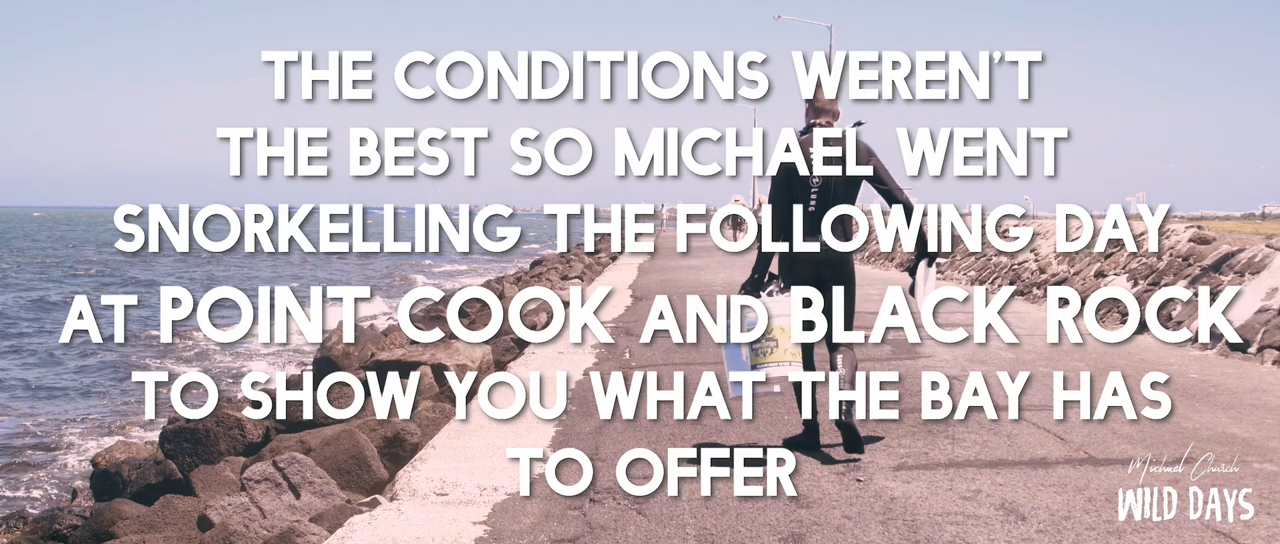 THE CONDITIONS WEREN'T
THE BEST SO MICHAEL WENT
SNORKELLING THE FOLLOWING DAY
AT POINT COOK AND BLACK ROCK
TO SHOW YOU WHAT THE BAY HAS
TO OFFER
LUNG
Michael Church
WILD DAYS